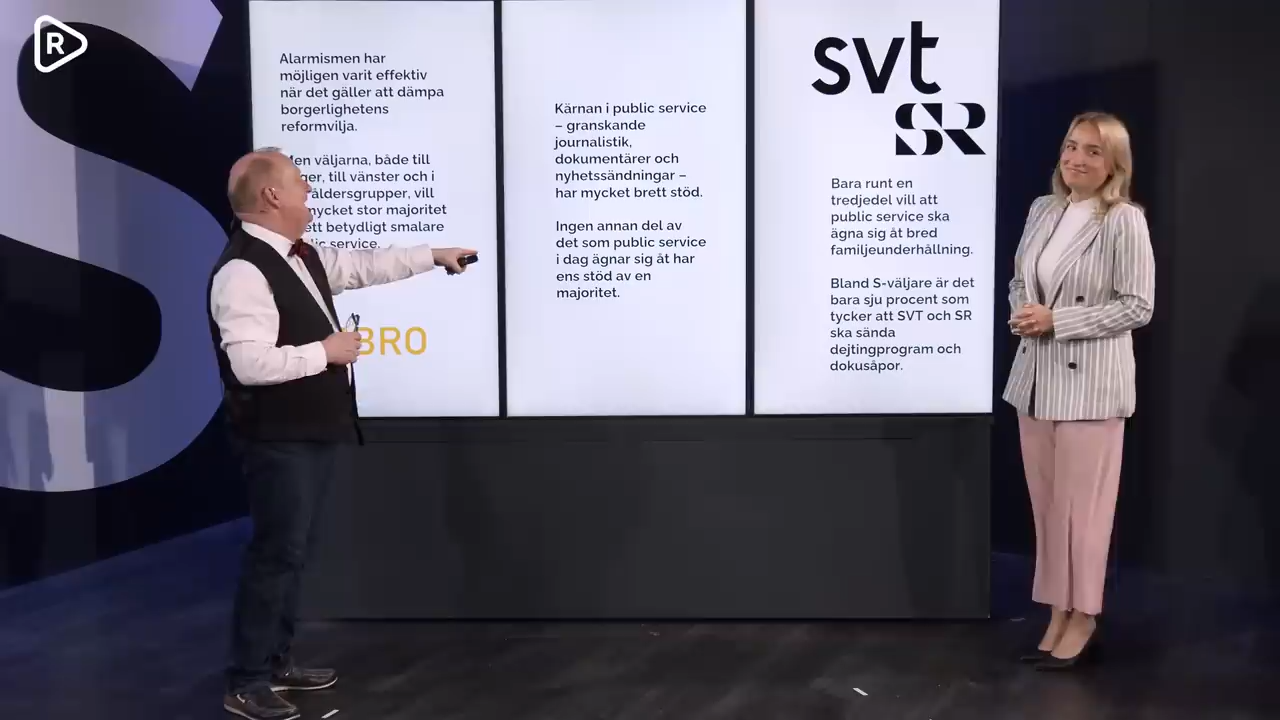 R
Alarmismen har
möjligen varit effektiv
när det gäller att dämpa
borgerlighetens
reformvilja.
väljarna, både till
till vänster och i
åldersgrupper, vill
mycket stor majoritet
betydligt smalare
service.
BRO
Kärnan i public service
– granskande
journalistik,
dokumentärer och
nyhetssändningar –
har mycket brett stöd.
Ingen annan del av
det som public service
i dag ägnar sig åt har
ens stöd av en
majoritet.
svt
SR
Bara runt en
tredjedel vill att
public service ska
ägna sig åt bred
familjeunderhållning.
Bland S-väljare är det
bara sju procent som
tycker att SVT och SR
ska sända
dejtingprogram och
dokusåpor.